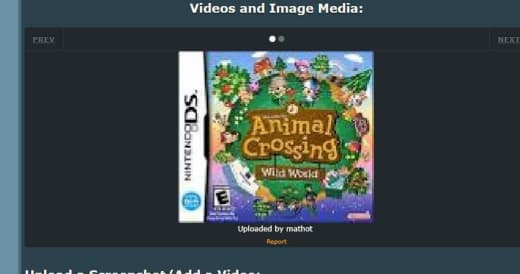 Videos and Image Media:
PREV
NEXT
NINTENDO DS
Animal
Crossing
Wild World
E
Uploaded by mathot
Report
Upload a Screenshot/Add a Video: